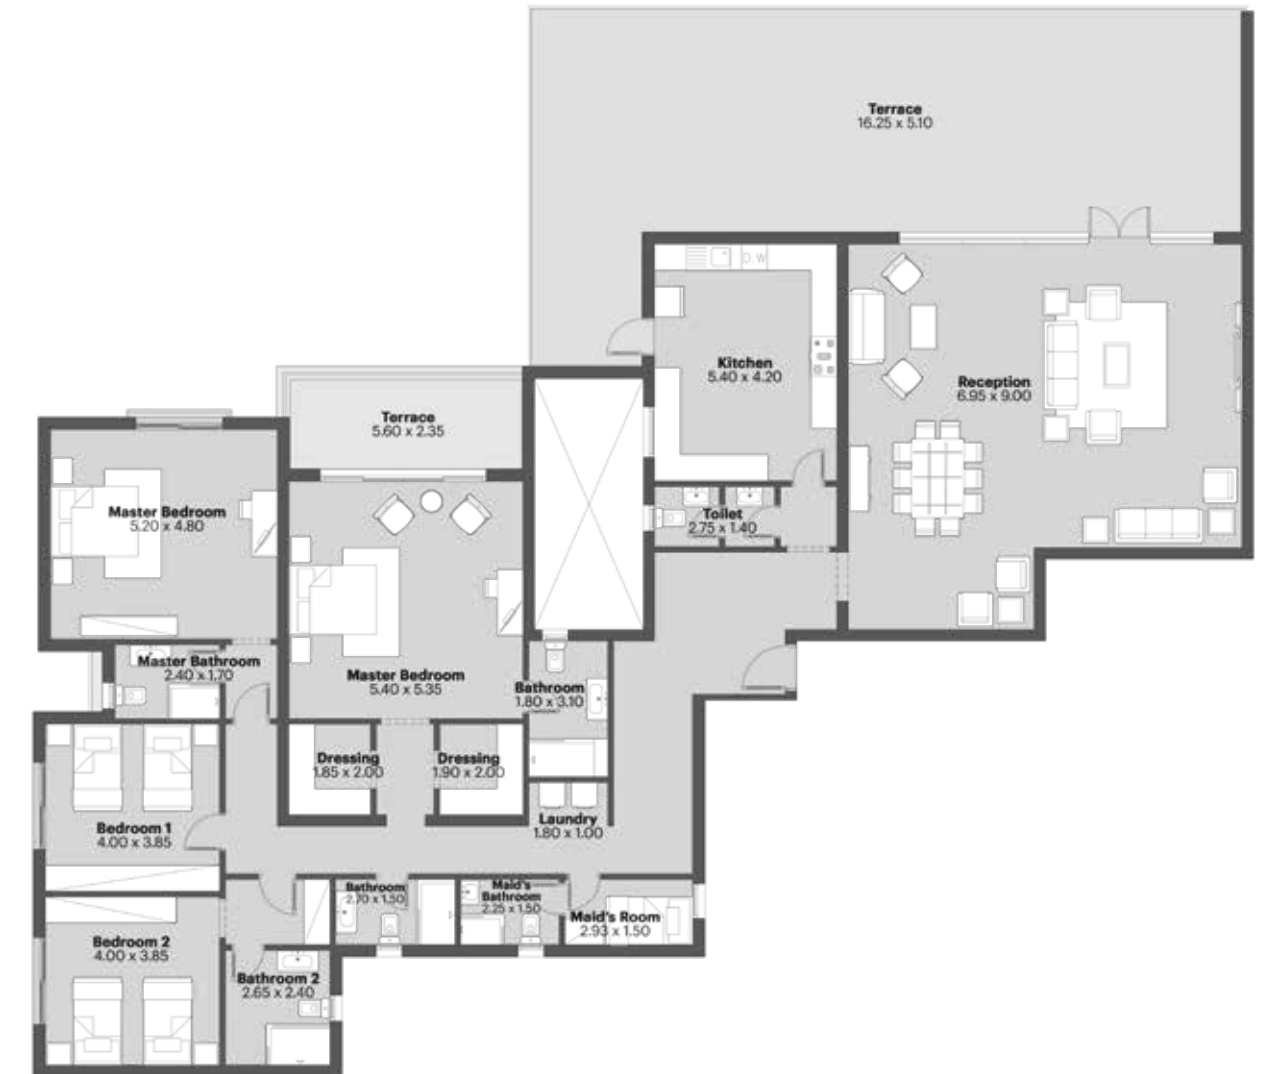 Terrace
16.25 x 5.10
D.W
Kitchen
5.40 x 4.20
Reception
6.95 x 9.00
Terrace
5.60 x 2.35
Master Bedroom
5.20 x 4.80
Toilet
2.75 x 1.40
Master Bathroom
2.40 x 1.70
Master Bedroom
5.40 x 5.35
Bathroom
1.80 x 3.10
Dressing
1.85 x 2.00
Dressing
1.90 x 2.00
Bedroom 1
4.00 x 3.85
Laundry
1.80 x 1.00
Bathroom
2.70 x 1.50
Maid's
Bathroom
2.25 x 1.50
Maid's Room
2.93 x 1.50
Bedroom 2
4.00 x 3.85
Bathroom 2
2.65 x 2.40